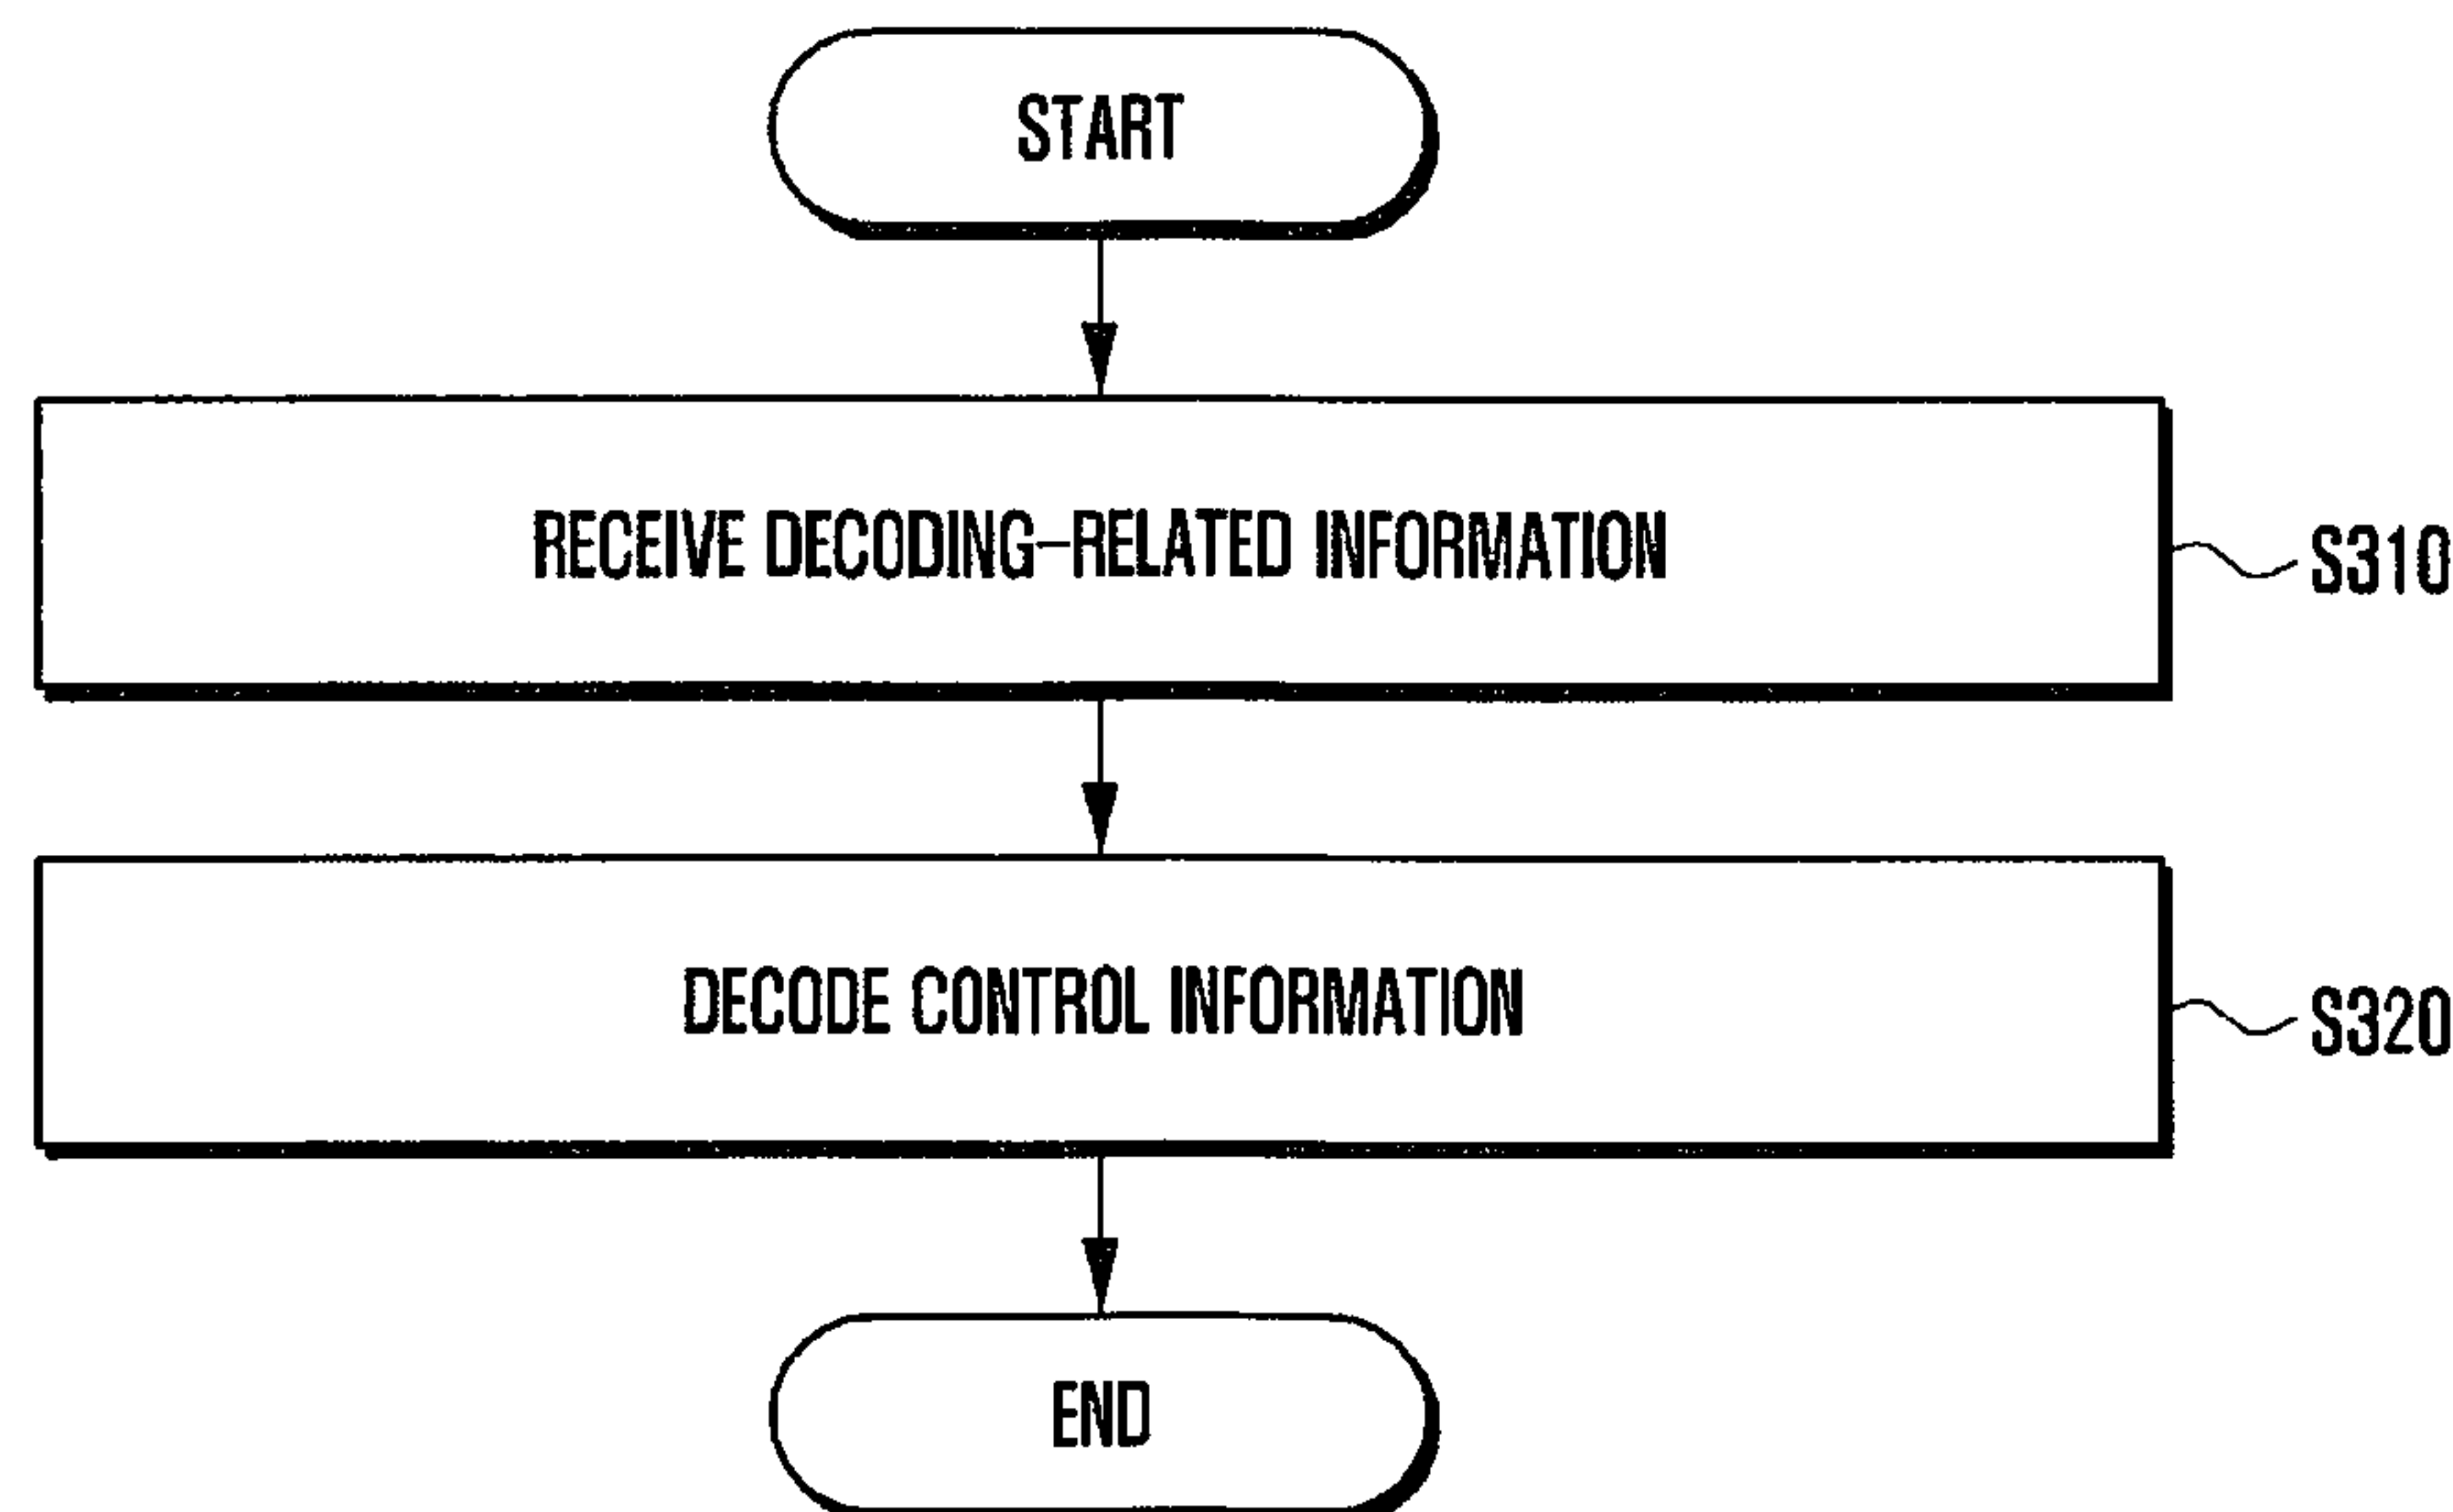 START
RECEIVE DECODING-RELATED INFORMATION
S310
DECODE CONTROL INFORMATION
S320
END